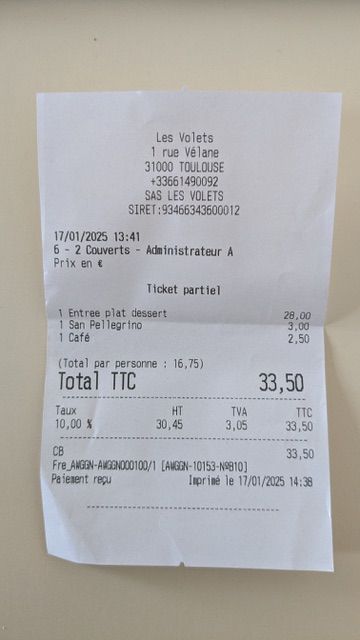 Les Volets
1 rue Vélane
31000 TOULOUSE
+33661490092
SAS LES VOLETS
SIRET:93466343600012
17/01/2025 13:41
6 - 2 Couverts - Administrateur A
Prix en €
Ticket partiel
1 Entree plat dessert 28,00
1 San Pellegrino 3,00
1 Café 2,50
(Total par personne : 16,75)
Total TTC 33,50
Taux HT TVA TTC
10,00 % 30,45 3,05 33,50
CB 33,50
Fre_AWGGN-AWGGN000100/1 [AWGGN-10153-N9B10]
Paiement reçu Imprimé le 17/01/2025 14:38